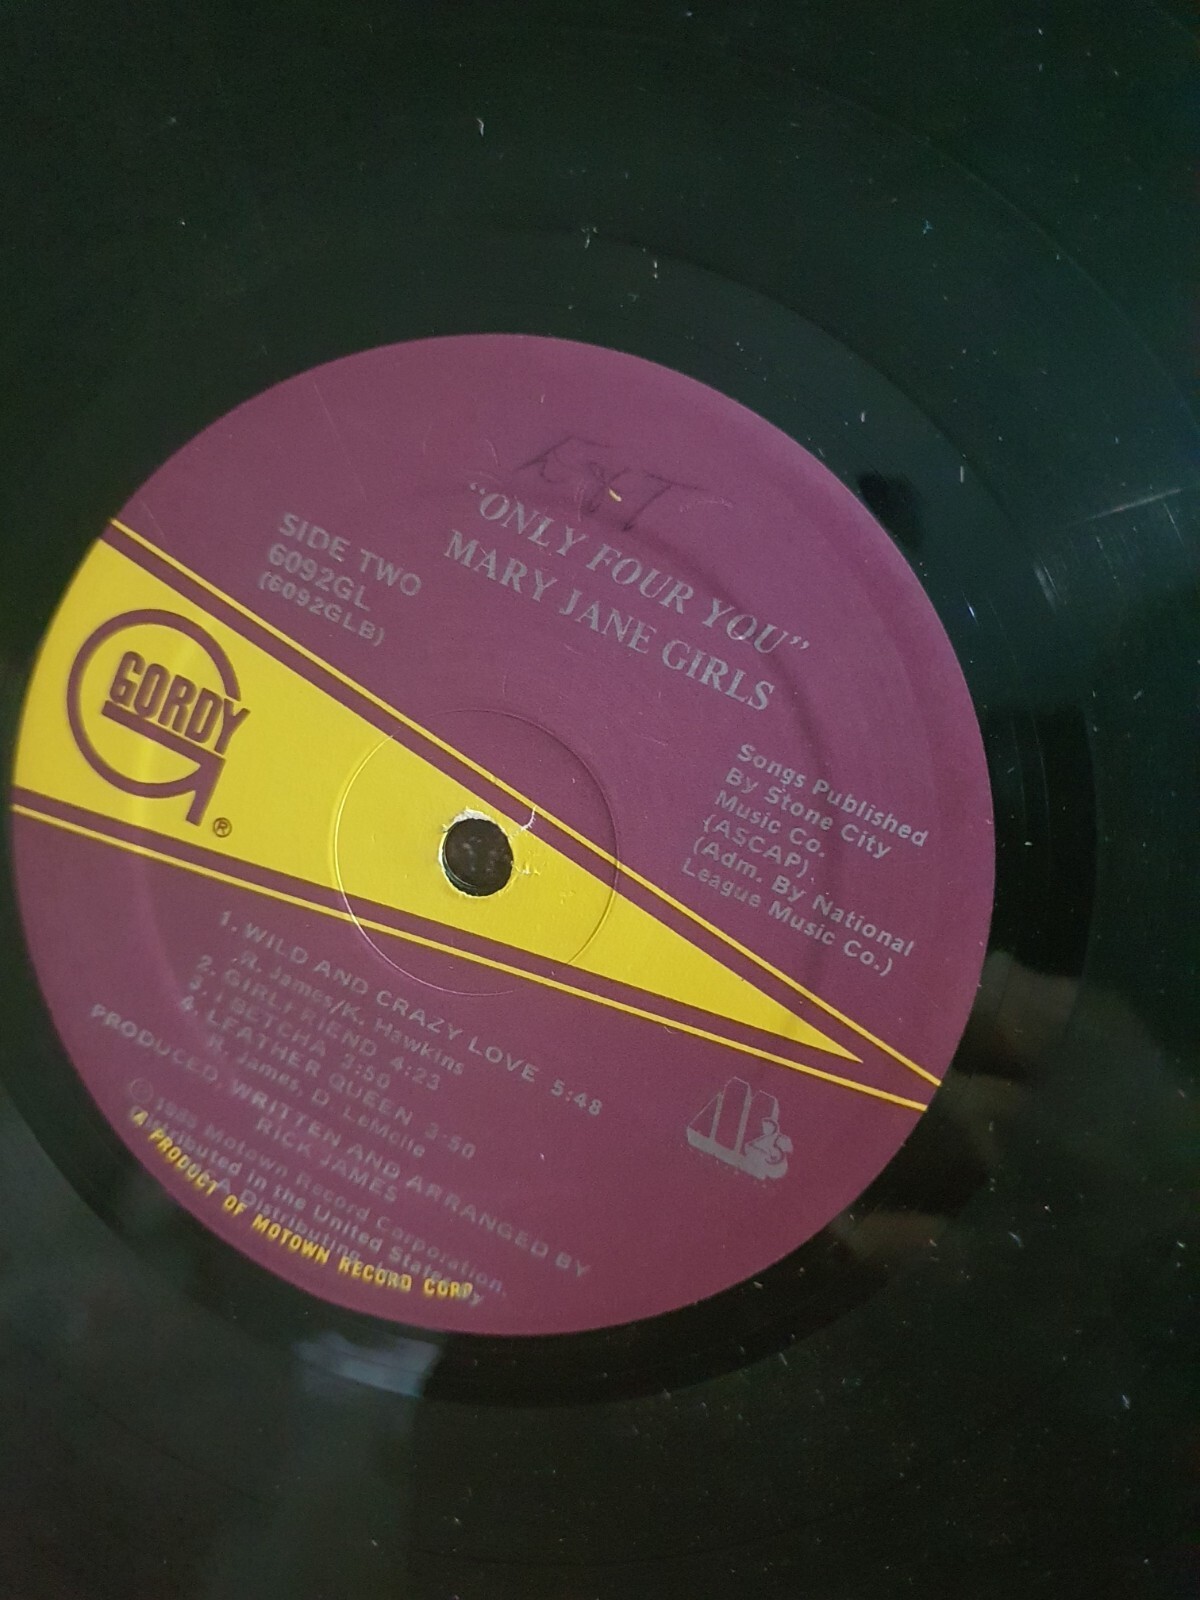 "ONLY FOUR YOU"
MARY JANE GIRLS
SIDE TWO
6092GL
(6092GLB)
GORDY
®
Songs Published
By Stone City
Music Co.
(ASCAP)
(Adm. By National
League Music Co.)
1. WILD AND CRAZY LOVE 5:48
R. James/K. Hawkins
2. GIRLFRIEND 4:23
3. I BETCHA 3:50
4. LEATHER QUEEN 3:50
R. James, D. LeMelle
PRODUCED, WRITTEN AND ARRANGED BY
RICK JAMES
Motown Record Corporation.
Distributed in the United States by
Distributing
A PRODUCT OF MOTOWN RECORD CORP.
25